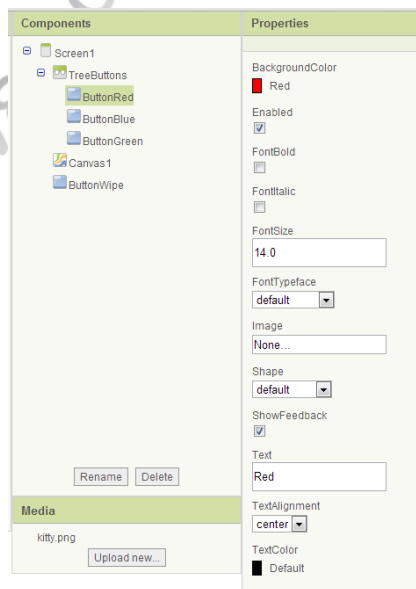 Components
Screen1
TreeButtons
ButtonRed
ButtonBlue
ButtonGreen
Canvas1
ButtonWipe
Rename Delete
Media
kitty.png
Upload new...
Properties
BackgroundColor
Red
Enabled
FontBold
FontItalic
FontSize
14.0
FontTypeface
default
Image
None...
Shape
default
ShowFeedback
Text
Red
TextAlignment
center
TextColor
Default